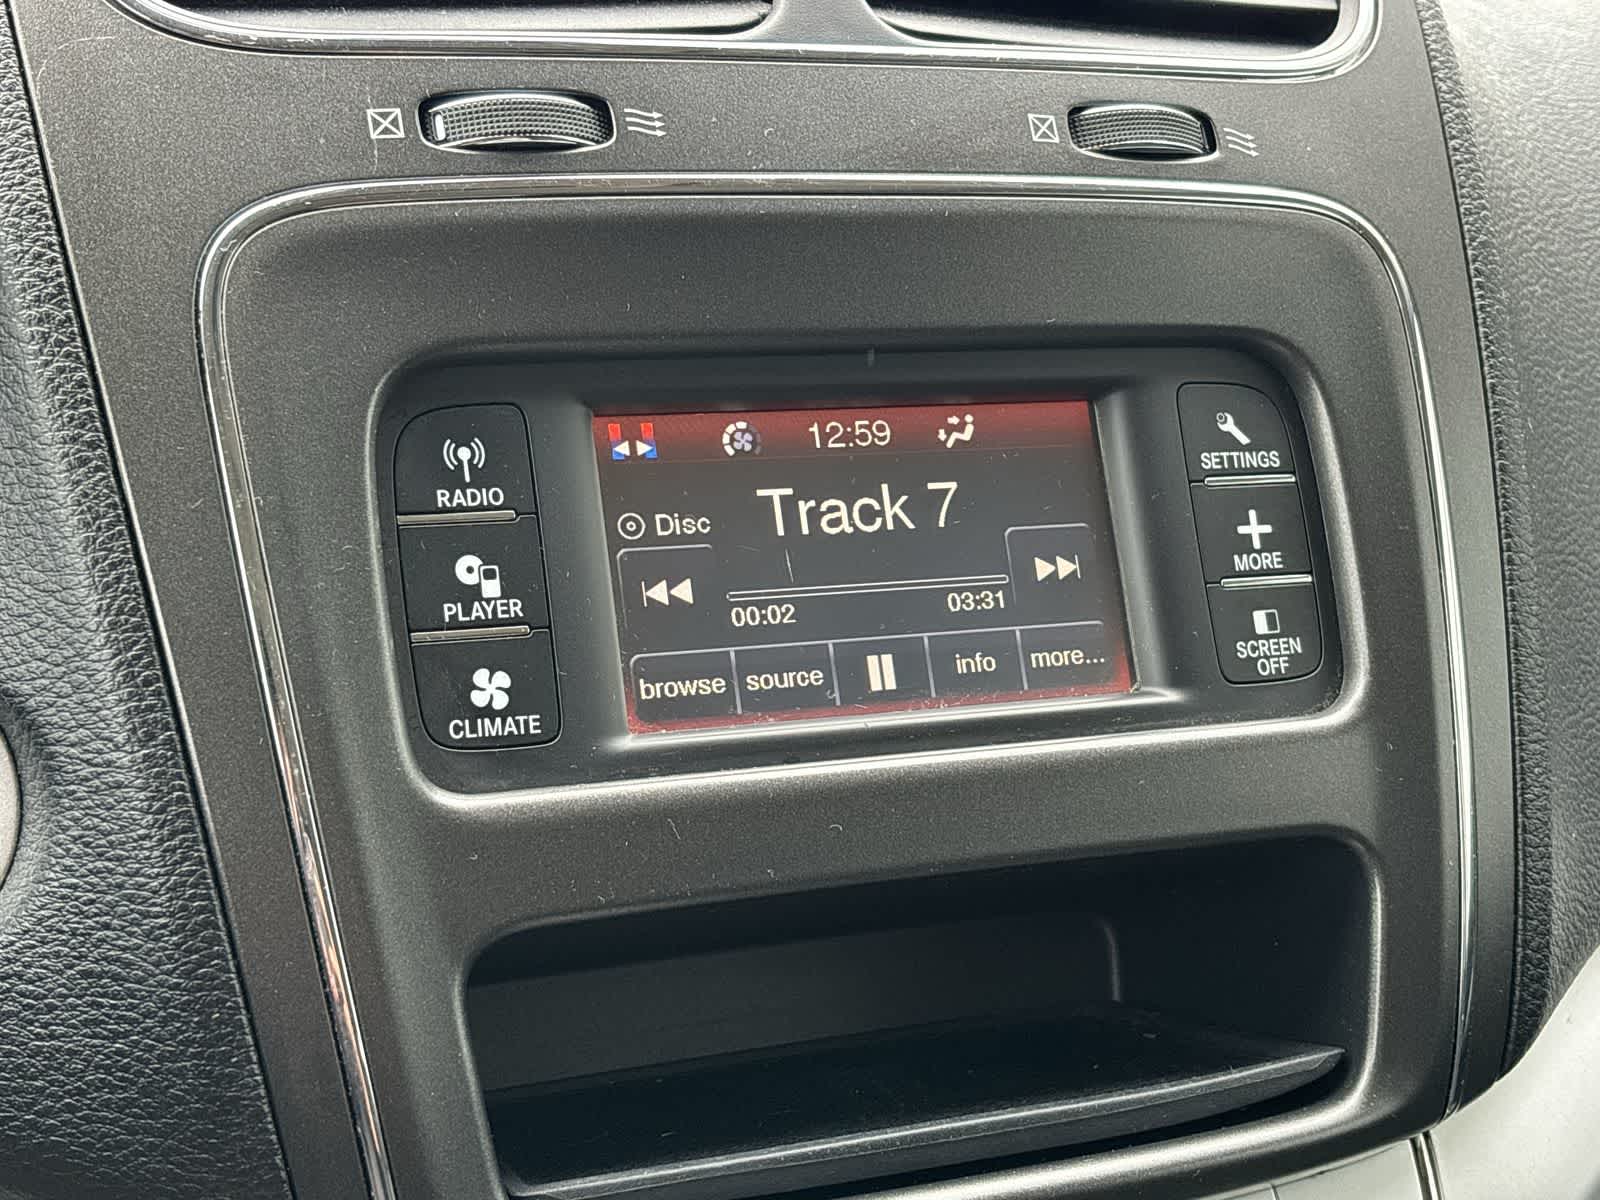 12:59
Track 7
Disc
00:02
03:31
browse
source
info
more...
RADIO
PLAYER
CLIMATE
SETTINGS
MORE
SCREEN
OFF